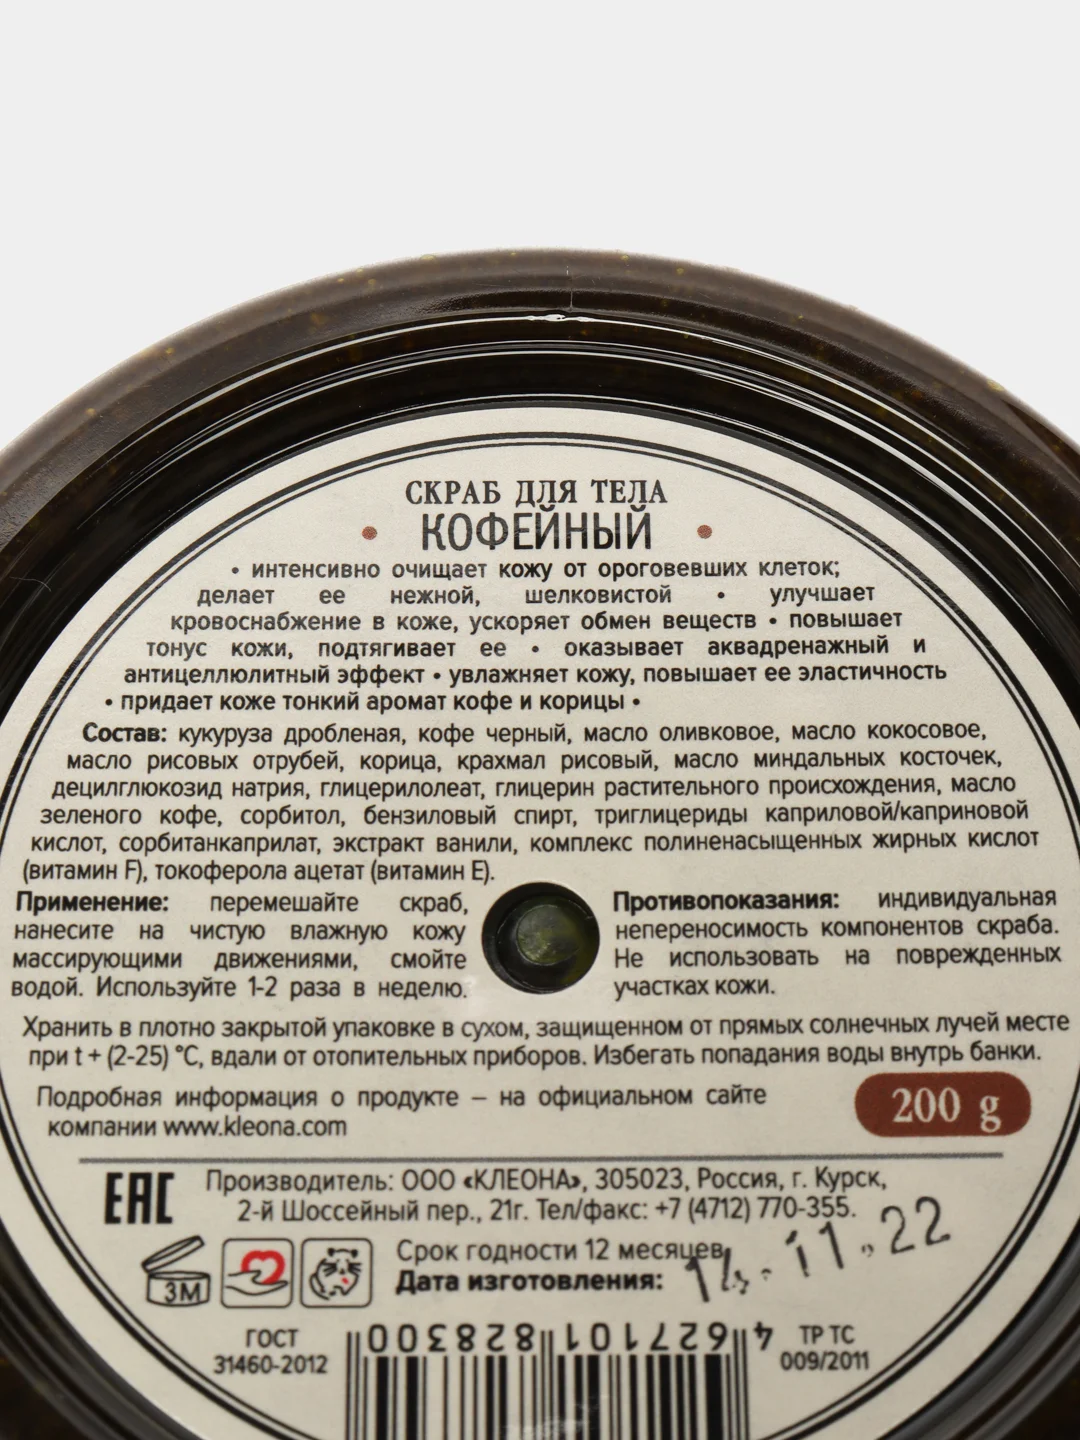 СКРАБ ДЛЯ ТЕЛА
• КОФЕЙНЫЙ •
• интенсивно очищает кожу от ороговевших клеток;
делает ее нежной, шелковистой • улучшает
кровоснабжение в коже, ускоряет обмен веществ • повышает
тонус кожи, подтягивает ее • оказывает аквадренажный и
антицеллюлитный эффект • увлажняет кожу, повышает ее эластичность
• придает коже тонкий аромат кофе и корицы •
Состав: кукуруза дробленая, кофе черный, масло оливковое, масло кокосовое,
масло рисовых отрубей, корица, крахмал рисовый, масло миндальных косточек,
децилглюкозид натрия, глицерилолеат, глицерин растительного происхождения, масло
зеленого кофе, сорбитол, бензиловый спирт, триглицериды каприловой/каприновой
кислот, сорбитанкаприлат, экстракт ванили, комплекс полиненасыщенных жирных кислот
(витамин F), токоферола ацетат (витамин Е).
Применение: перемешайте скраб,
нанесите на чистую влажную кожу
массирующими движениями, смойте
водой. Используйте 1-2 раза в неделю.
Противопоказания: индивидуальная
непереносимость компонентов скраба.
Не использовать на поврежденных
участках кожи.
Хранить в плотно закрытой упаковке в сухом, защищенном от прямых солнечных лучей месте
при t + (2-25) °С, вдали от отопительных приборов. Избегать попадания воды внутрь банки.
Подробная информация о продукте – на официальном сайте
компании www.kleona.com
200 g
EAC
Производитель: ООО «КЛЕОНА», 305023, Россия, г. Курск,
2-й Шоссейный пер., 21г. Тел/факс: +7 (4712) 770-355.
3M
Срок годности 12 месяцев
Дата изготовления: 14.11.22
ГОСТ
31460-2012
4 627101 828300
ТР ТС
009/2011